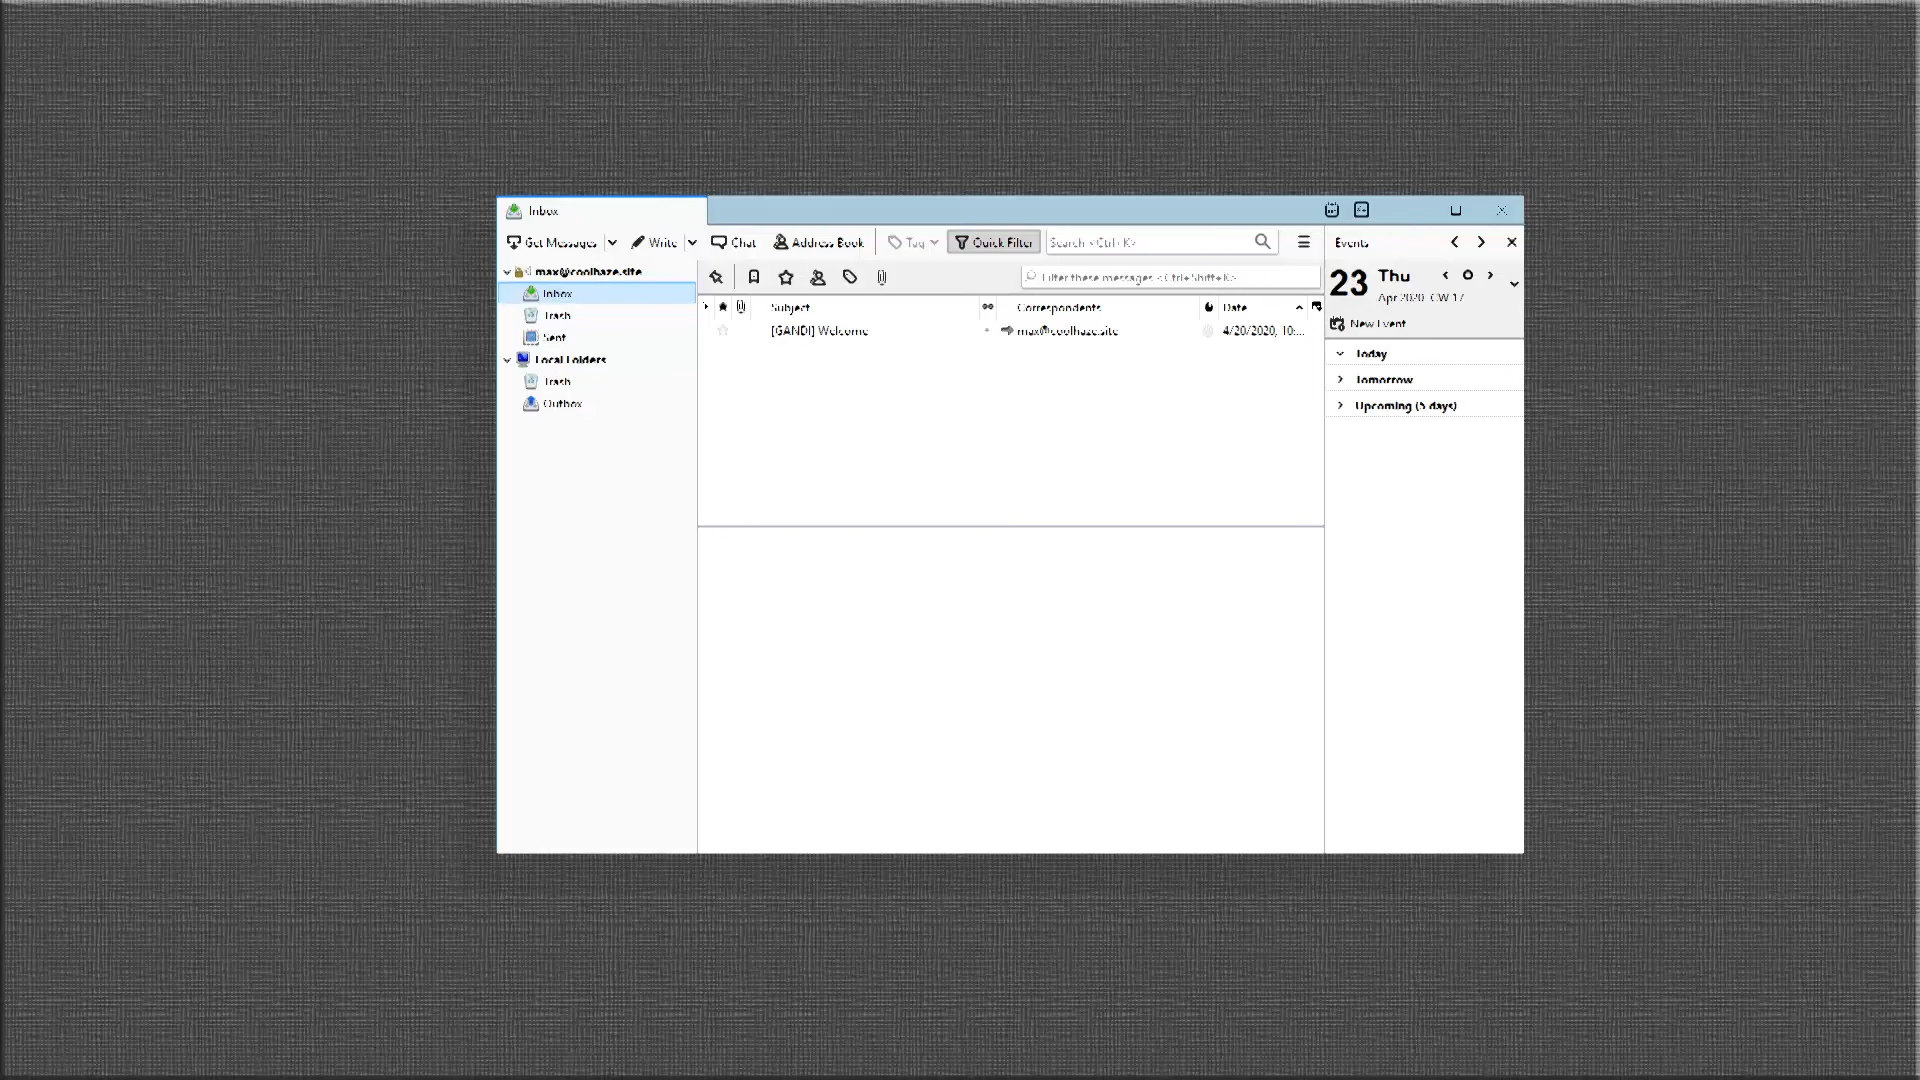 Inbox
Get Messages Write Chat Address Book Tag Quick Filter Search <Ctrl+K>
Filter these messages <Ctrl+Shift+K>
max@coolhaze.site
Inbox
Trash
Sent
Local Folders
Trash
Outbox
Subject Correspondents Date
[GANDI] Welcome max@coolhaze.site 4/20/2020, 10:...
Events
23 Thu
Apr 2020 CW 17
New Event
Today
Tomorrow
Upcoming (5 days)